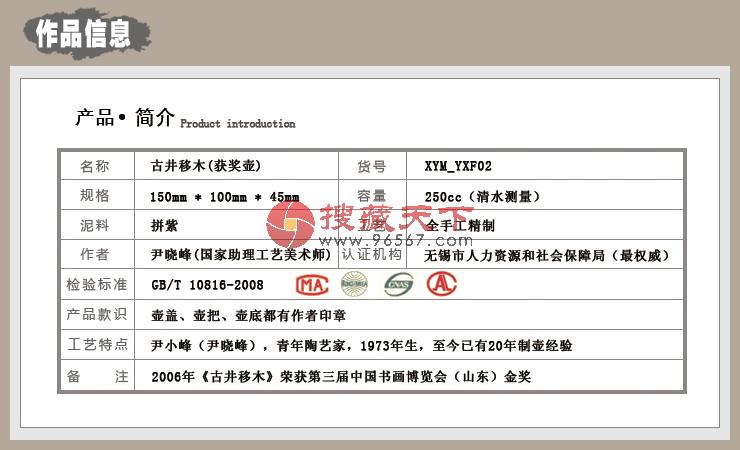 作品信息
产品•简介 Product introduction
名称 古井移木(获奖壶) 货号 XYM_YXF02
规格 150mm * 100mm * 45mm 容量 250cc（清水测量）
泥料 拼紫 全手工精制
搜藏天下
www.96567.com
作者 尹晓峰(国家助理工艺美术师) 认证机构 无锡市人力资源和社会保障局（最权威）
检验标准 GB/T 10816-2008 MA CNAS AL
产品款识 壶盖、壶把、壶底都有作者印章
工艺特点 尹小峰（尹晓峰），青年陶艺家，1973年生，至今已有20年制壶经验
备 注 2006年《古井移木》荣获第三届中国书画博览会（山东）金奖